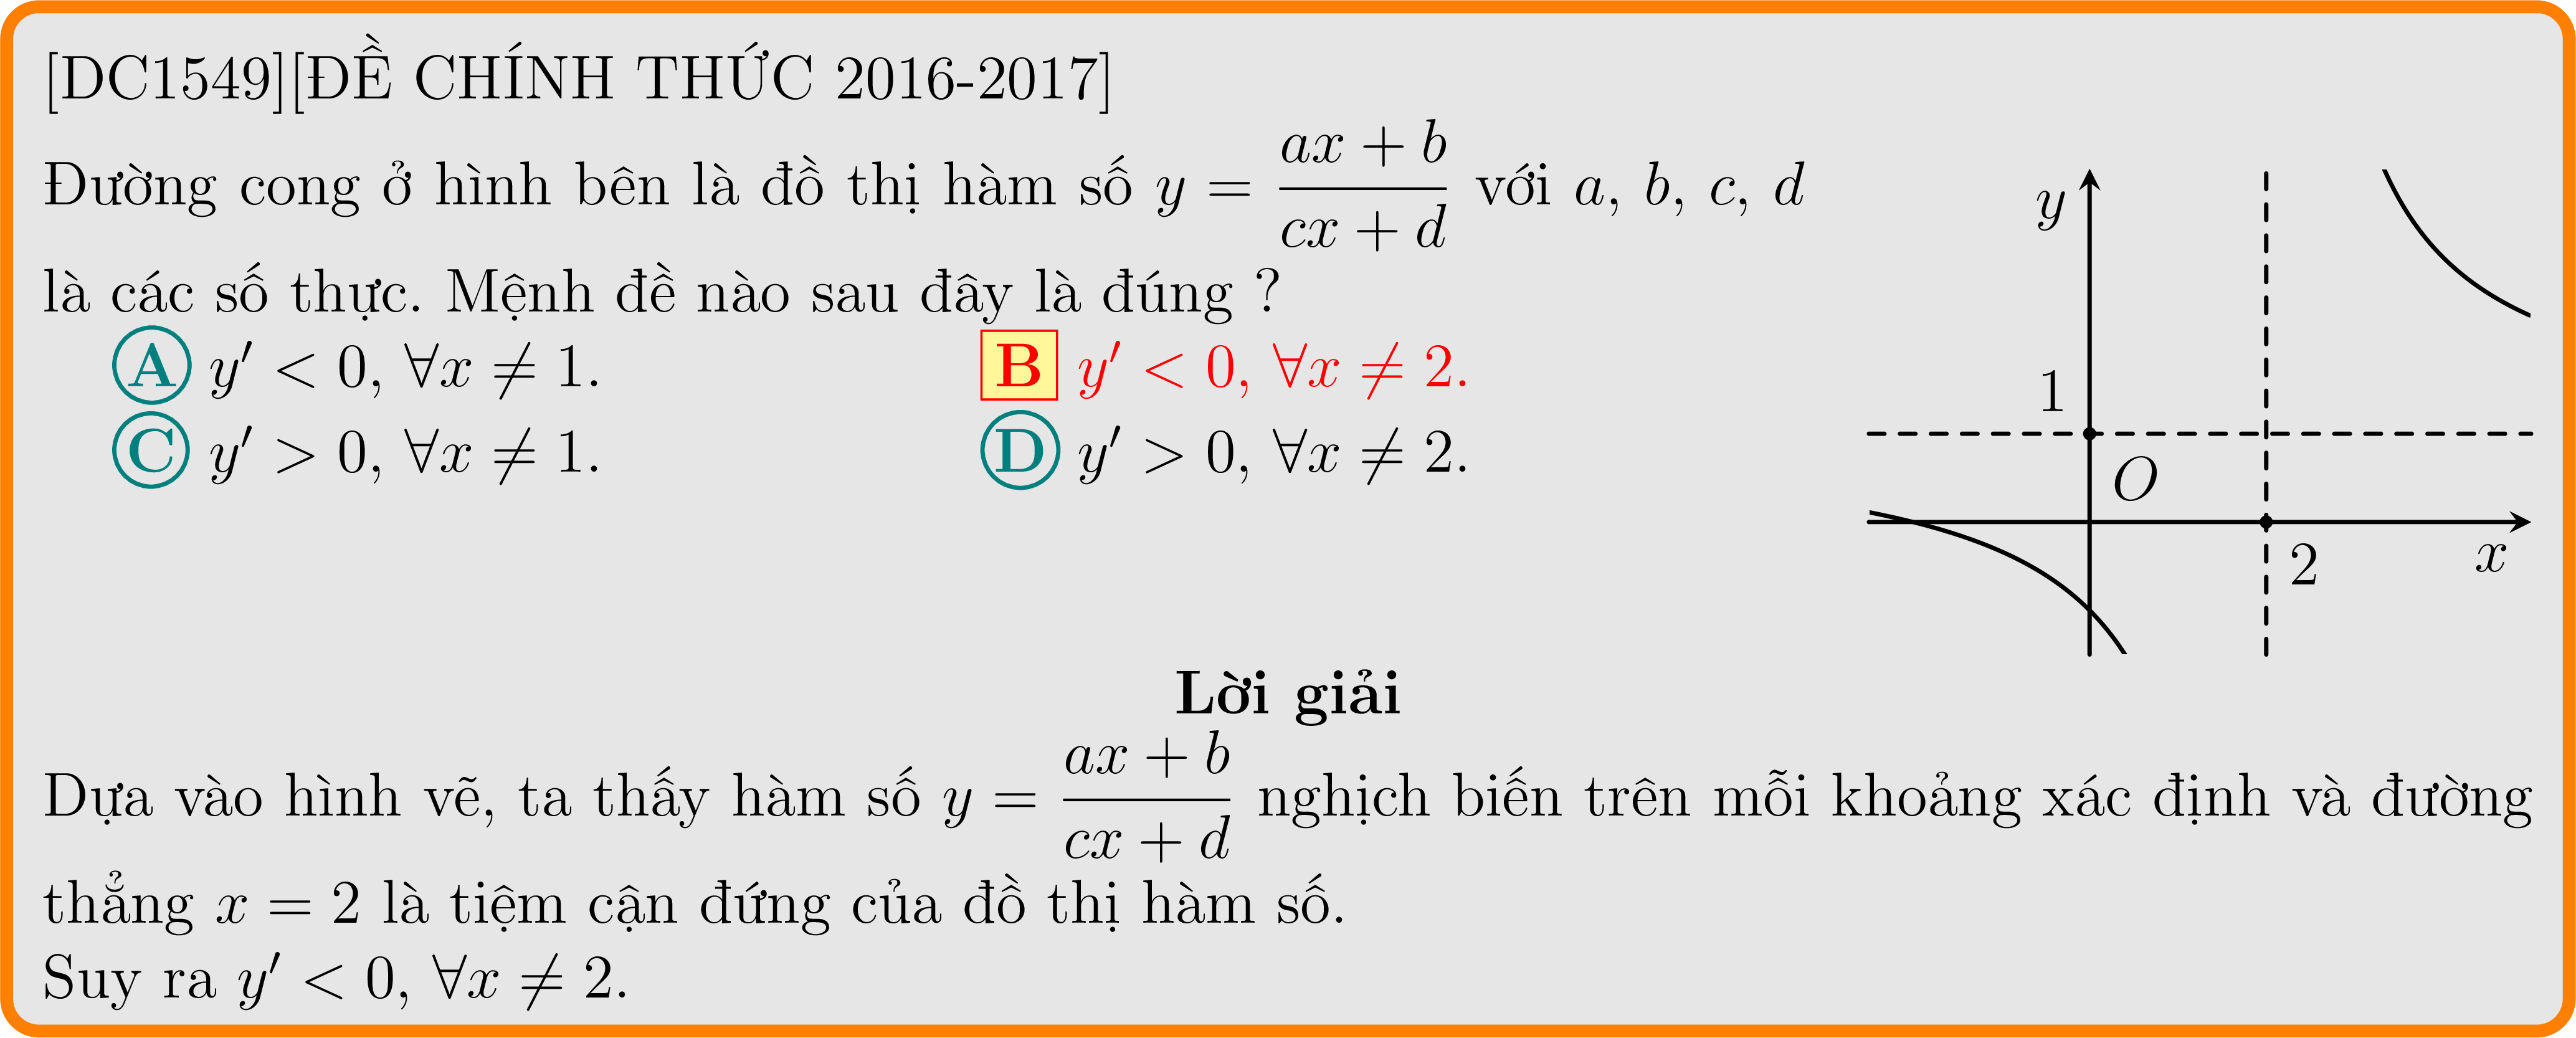 [DC1549][ĐỀ CHÍNH THỨC 2016-2017]
Đường cong ở hình bên là đồ thị hàm số $y = \dfrac{ax + b}{cx + d}$ với $a$, $b$, $c$, $d$
là các số thực. Mệnh đề nào sau đây là đúng ?
A $y' < 0, \forall x \neq 1.$ B $y' < 0, \forall x \neq 2.$
C $y' > 0, \forall x \neq 1.$ D $y' > 0, \forall x \neq 2.$
y
1
O
2
x
Lời giải
Dựa vào hình vẽ, ta thấy hàm số $y = \dfrac{ax + b}{cx + d}$ nghịch biến trên mỗi khoảng xác định và đường
thẳng $x = 2$ là tiệm cận đứng của đồ thị hàm số.
Suy ra $y' < 0, \forall x \neq 2.$